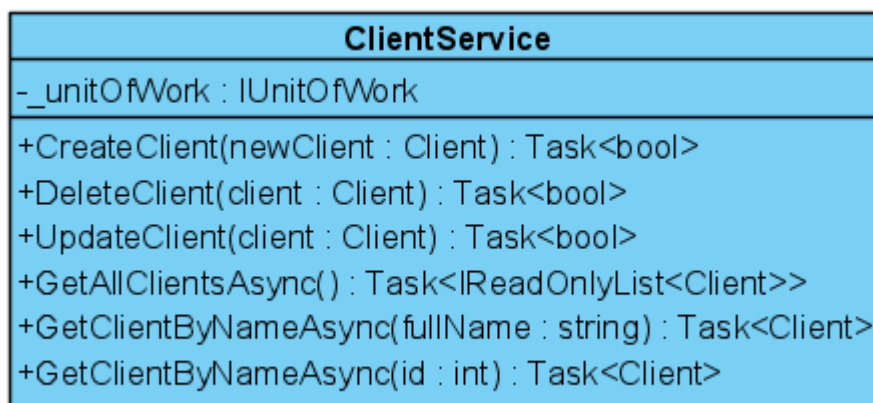 ClientService
-_unitOfWork : IUnitOfWork
+CreateClient(newClient : Client) : Task<bool>
+DeleteClient(client : Client) : Task<bool>
+UpdateClient(client : Client) : Task<bool>
+GetAllClientsAsync() : Task<IReadOnlyList<Client>>
+GetClientByNameAsync(fullName : string) : Task<Client>
+GetClientByNameAsync(id : int) : Task<Client>